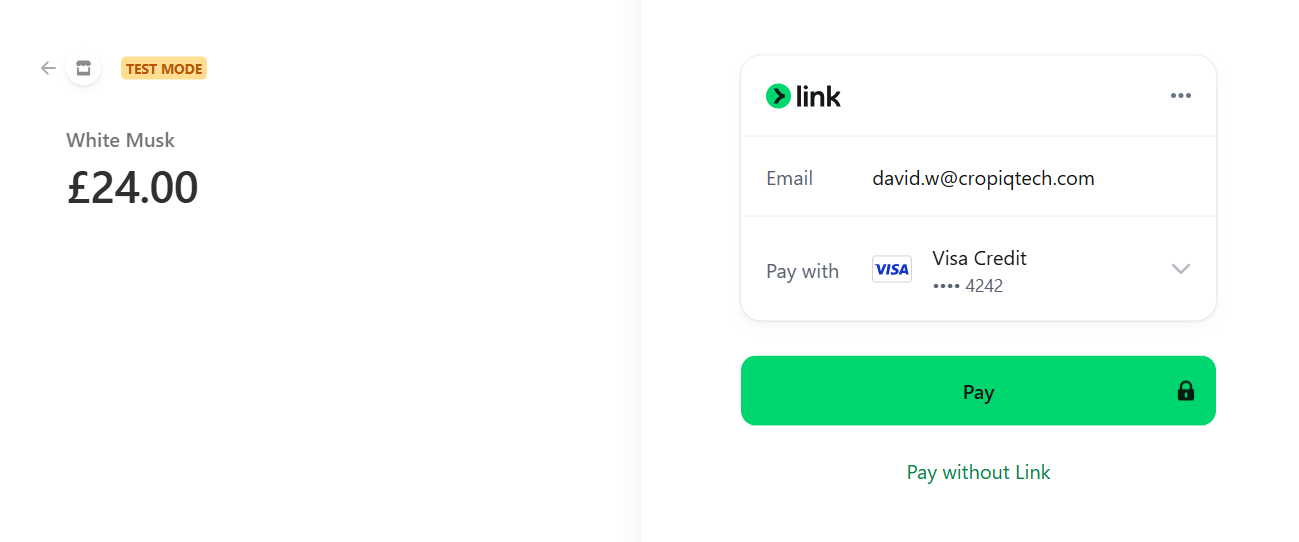 TEST MODE
White Musk
£24.00
link
Email david.w@cropiqtech.com
Pay with VISA Visa Credit
•••• 4242
Pay
Pay without Link